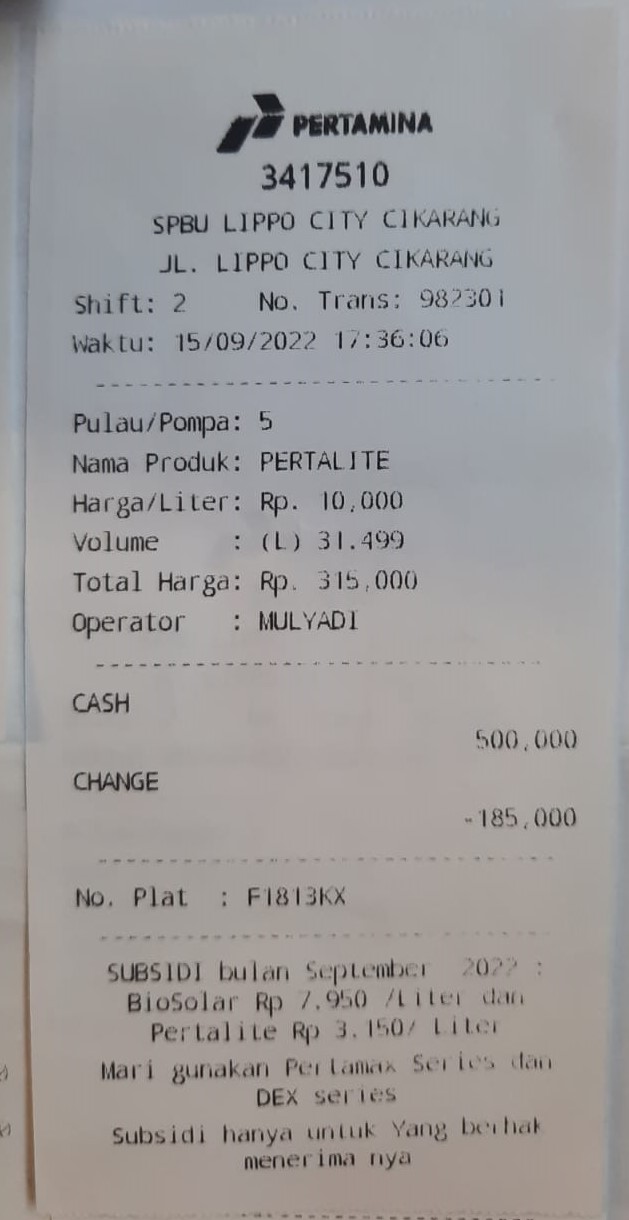 PERTAMINA
3417510
SPBU LIPPO CITY CIKARANG
JL. LIPPO CITY CIKARANG
Shift: 2 No. Trans: 982301
Waktu: 15/09/2022 17:36:06
Pulau/Pompa: 5
Nama Produk: PERTALITE
Harga/Liter: Rp. 10,000
Volume : (L) 31.499
Total Harga: Rp. 315,000
Operator : MULYADI
CASH
500,000
CHANGE
-185,000
No. Plat : F1813KX
SUBSIDI bulan September 2022 :
BioSolar Rp 7.950 /Liter dan
Pertalite Rp 3.150/ Liter
Mari gunakan Pertamax Series dan
DEX series
Subsidi hanya untuk Yang berhak
menerima nya